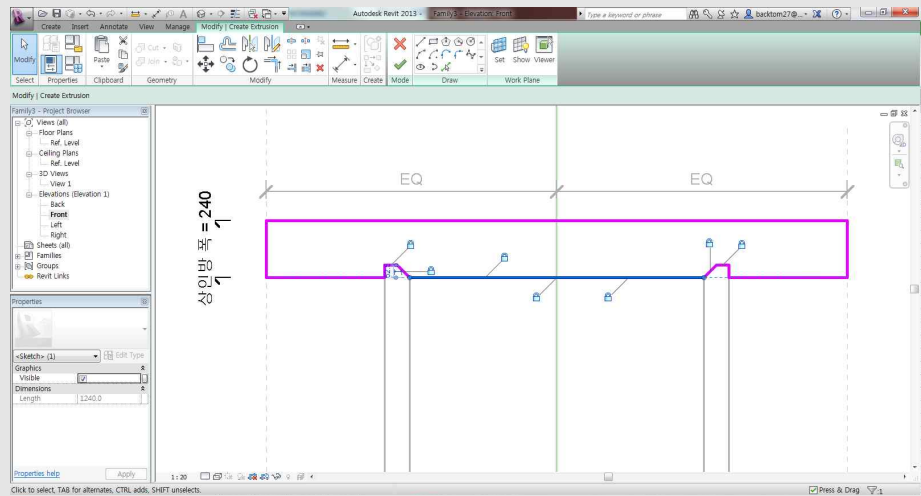 Autodesk Revit 2013 - Family3 - Elevation: Front
Type a keyword or phrase
backtom27@...
Create Insert Annotate View Manage Modify | Create Extrusion
Modify
Paste
Cut
Join
Set Show Viewer
Select Properties Clipboard Geometry Modify Measure Create Mode Draw Work Plane
Modify | Create Extrusion
Family3 - Project Browser
Views (all)
Floor Plans
Ref. Level
Ceiling Plans
Ref. Level
3D Views
View 1
Elevations (Elevation 1)
Back
Front
Left
Right
Sheets (all)
Families
Groups
Revit Links
Properties
<Sketch> (1)
Edit Type
Graphics
Visible
Dimensions
Length 1240.0
Properties help
Apply
EQ EQ
상인방 폭 = 240
1 : 20
Click to select, TAB for alternates, CTRL adds, SHIFT unselects.
Press & Drag
:1